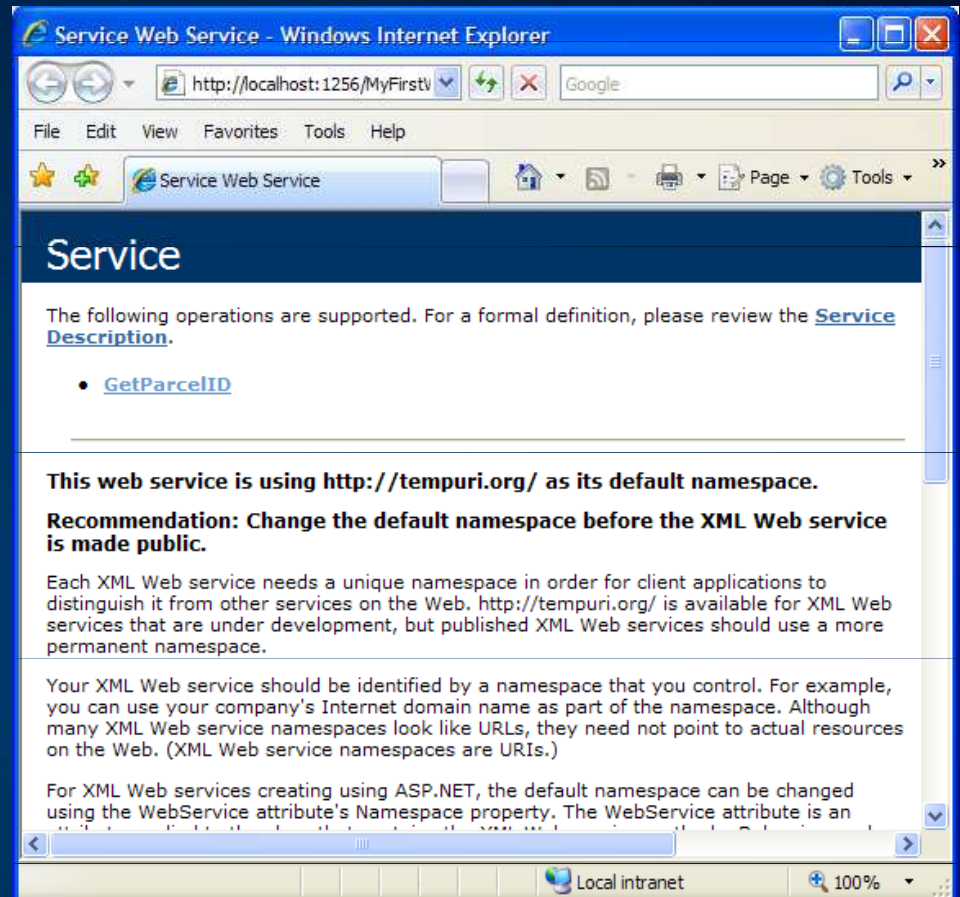 Service Web Service - Windows Internet Explorer
http://localhost:1256/MyFirst
Google
File Edit View Favorites Tools Help
Service Web Service
Page
Tools
Service
The following operations are supported. For a formal definition, please review the Service
Description.
• GetParcelID
This web service is using http://tempuri.org/ as its default namespace.
Recommendation: Change the default namespace before the XML Web service
is made public.
Each XML Web service needs a unique namespace in order for client applications to
distinguish it from other services on the Web. http://tempuri.org/ is available for XML Web
services that are under development, but published XML Web services should use a more
permanent namespace.
Your XML Web service should be identified by a namespace that you control. For example,
you can use your company's Internet domain name as part of the namespace. Although
many XML Web service namespaces look like URLs, they need not point to actual resources
on the Web. (XML Web service namespaces are URIs.)
For XML Web services creating using ASP.NET, the default namespace can be changed
using the WebService attribute's Namespace property. The WebService attribute is an
Local intranet
100%